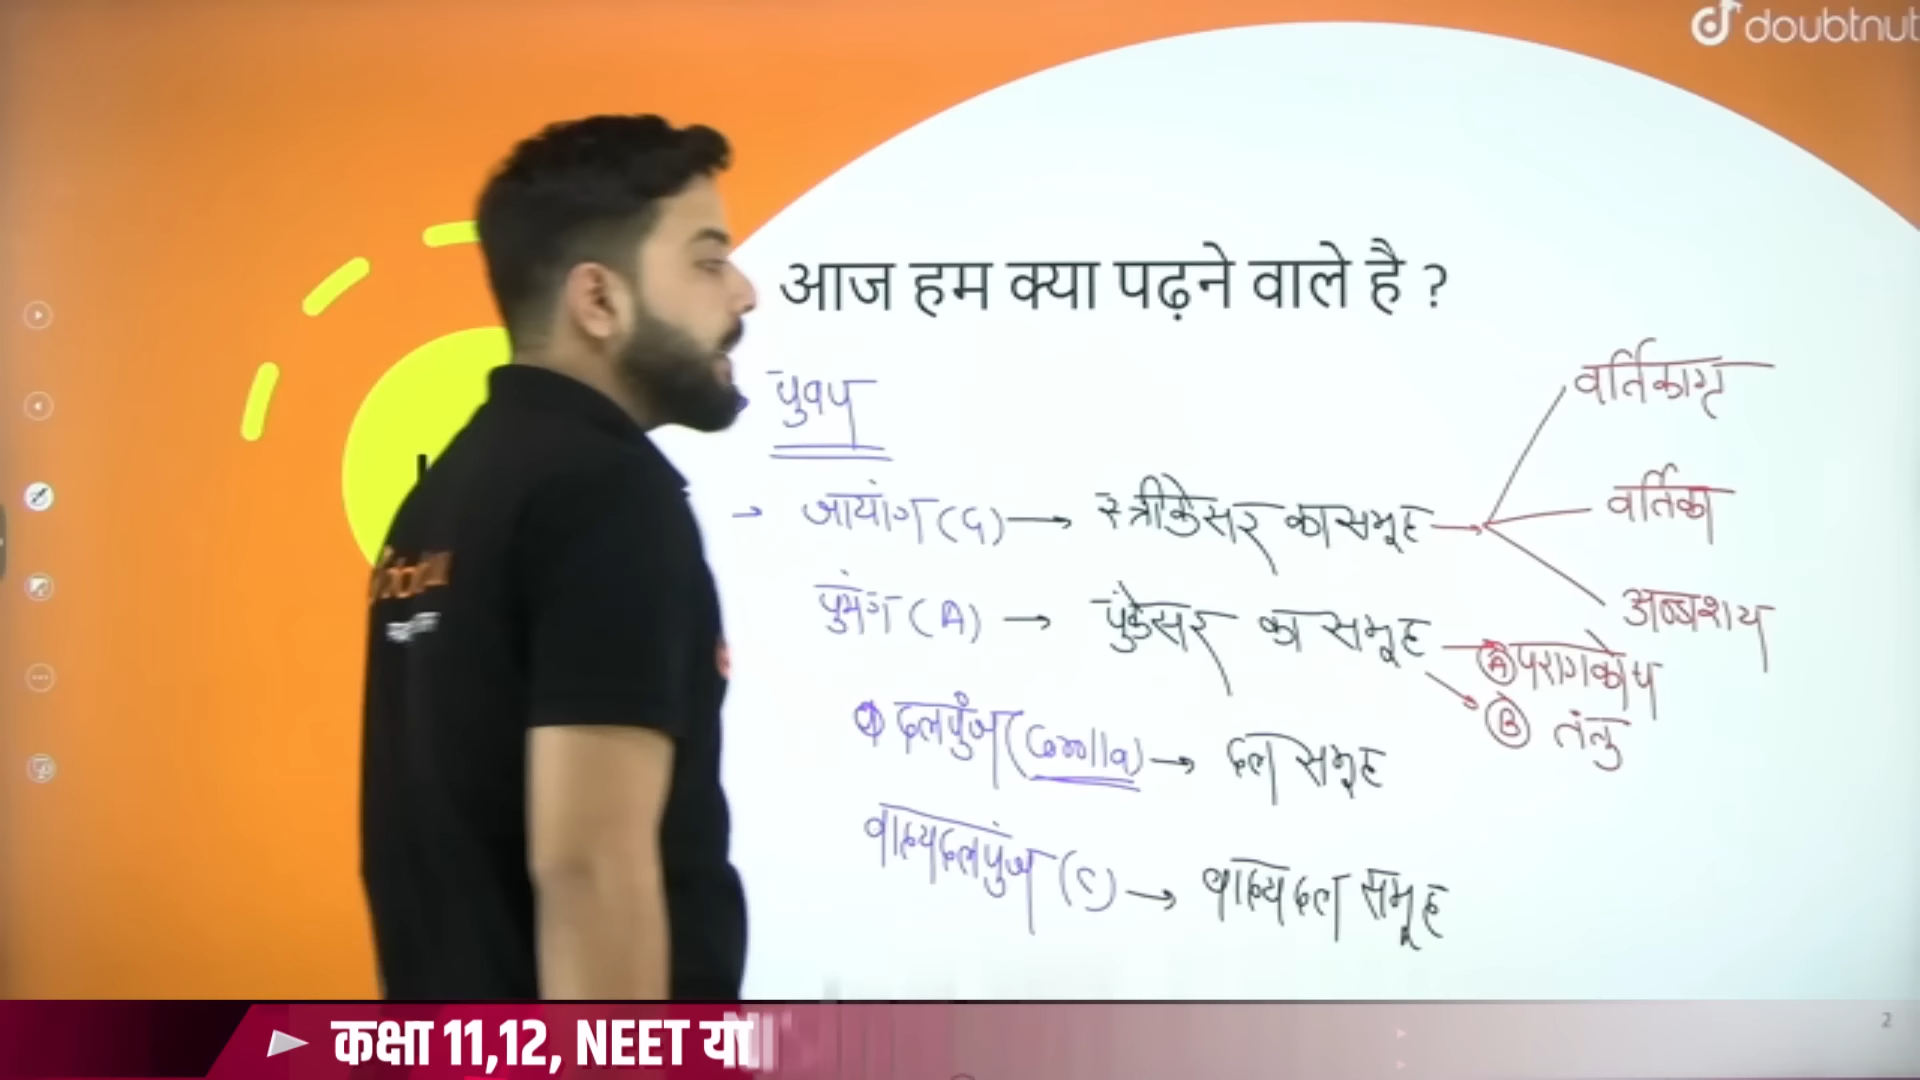 doubtnut
आज हम क्या पढ़ने वाले है ?
पुष्प
→ जायांग (G) → स्त्रीकेसर का समूह →
वर्तिकाग्र
वर्तिका
अण्डाशय
पुमंग (A) → पुंकेसर का समूह
Ⓐ परागकोष
Ⓑ तंतु
दलपुंज (Corolla) → दल समूह
वाह्यदलपुंज (C) → वाह्यदल समूह
कक्षा 11,12, NEET या
2